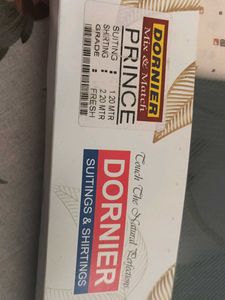 DORNIER
Mix & Match
PRINCE
SUITING : 1.20 MTR
SHIRTING : 2.20 MTR
GRADE : FRESH
Touch The Natural Perfections
DORNIER
SUITINGS & SHIRTINGS